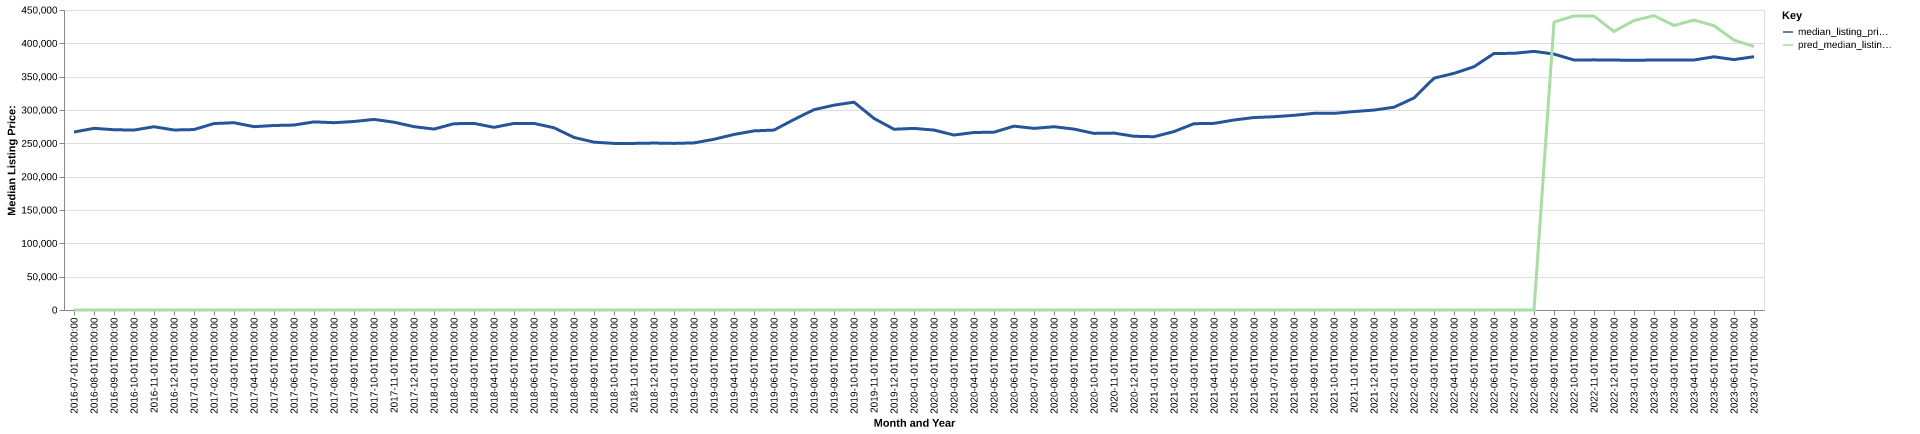 450,000
400,000
350,000
300,000
250,000
200,000
150,000
100,000
50,000
0
Median Listing Price:
2016-07-01T00:00:00
2016-08-01T00:00:00
2016-09-01T00:00:00
2016-10-01T00:00:00
2016-11-01T00:00:00
2016-12-01T00:00:00
2017-01-01T00:00:00
2017-02-01T00:00:00
2017-03-01T00:00:00
2017-04-01T00:00:00
2017-05-01T00:00:00
2017-06-01T00:00:00
2017-07-01T00:00:00
2017-08-01T00:00:00
2017-09-01T00:00:00
2017-10-01T00:00:00
2017-11-01T00:00:00
2017-12-01T00:00:00
2018-01-01T00:00:00
2018-02-01T00:00:00
2018-03-01T00:00:00
2018-04-01T00:00:00
2018-05-01T00:00:00
2018-06-01T00:00:00
2018-07-01T00:00:00
2018-08-01T00:00:00
2018-09-01T00:00:00
2018-10-01T00:00:00
2018-11-01T00:00:00
2018-12-01T00:00:00
2019-01-01T00:00:00
2019-02-01T00:00:00
2019-03-01T00:00:00
2019-04-01T00:00:00
2019-05-01T00:00:00
2019-06-01T00:00:00
2019-07-01T00:00:00
2019-08-01T00:00:00
2019-09-01T00:00:00
2019-10-01T00:00:00
2019-11-01T00:00:00
2019-12-01T00:00:00
2020-01-01T00:00:00
2020-02-01T00:00:00
2020-03-01T00:00:00
2020-04-01T00:00:00
2020-05-01T00:00:00
2020-06-01T00:00:00
2020-07-01T00:00:00
2020-08-01T00:00:00
2020-09-01T00:00:00
2020-10-01T00:00:00
2020-11-01T00:00:00
2020-12-01T00:00:00
2021-01-01T00:00:00
2021-02-01T00:00:00
2021-03-01T00:00:00
2021-04-01T00:00:00
2021-05-01T00:00:00
2021-06-01T00:00:00
2021-07-01T00:00:00
2021-08-01T00:00:00
2021-09-01T00:00:00
2021-10-01T00:00:00
2021-11-01T00:00:00
2021-12-01T00:00:00
2022-01-01T00:00:00
2022-02-01T00:00:00
2022-03-01T00:00:00
2022-04-01T00:00:00
2022-05-01T00:00:00
2022-06-01T00:00:00
2022-07-01T00:00:00
2022-08-01T00:00:00
2022-09-01T00:00:00
2022-10-01T00:00:00
2022-11-01T00:00:00
2022-12-01T00:00:00
2023-01-01T00:00:00
2023-02-01T00:00:00
2023-03-01T00:00:00
2023-04-01T00:00:00
2023-05-01T00:00:00
2023-06-01T00:00:00
2023-07-01T00:00:00
Month and Year
Key
median_listing_pri…
pred_median_listin…